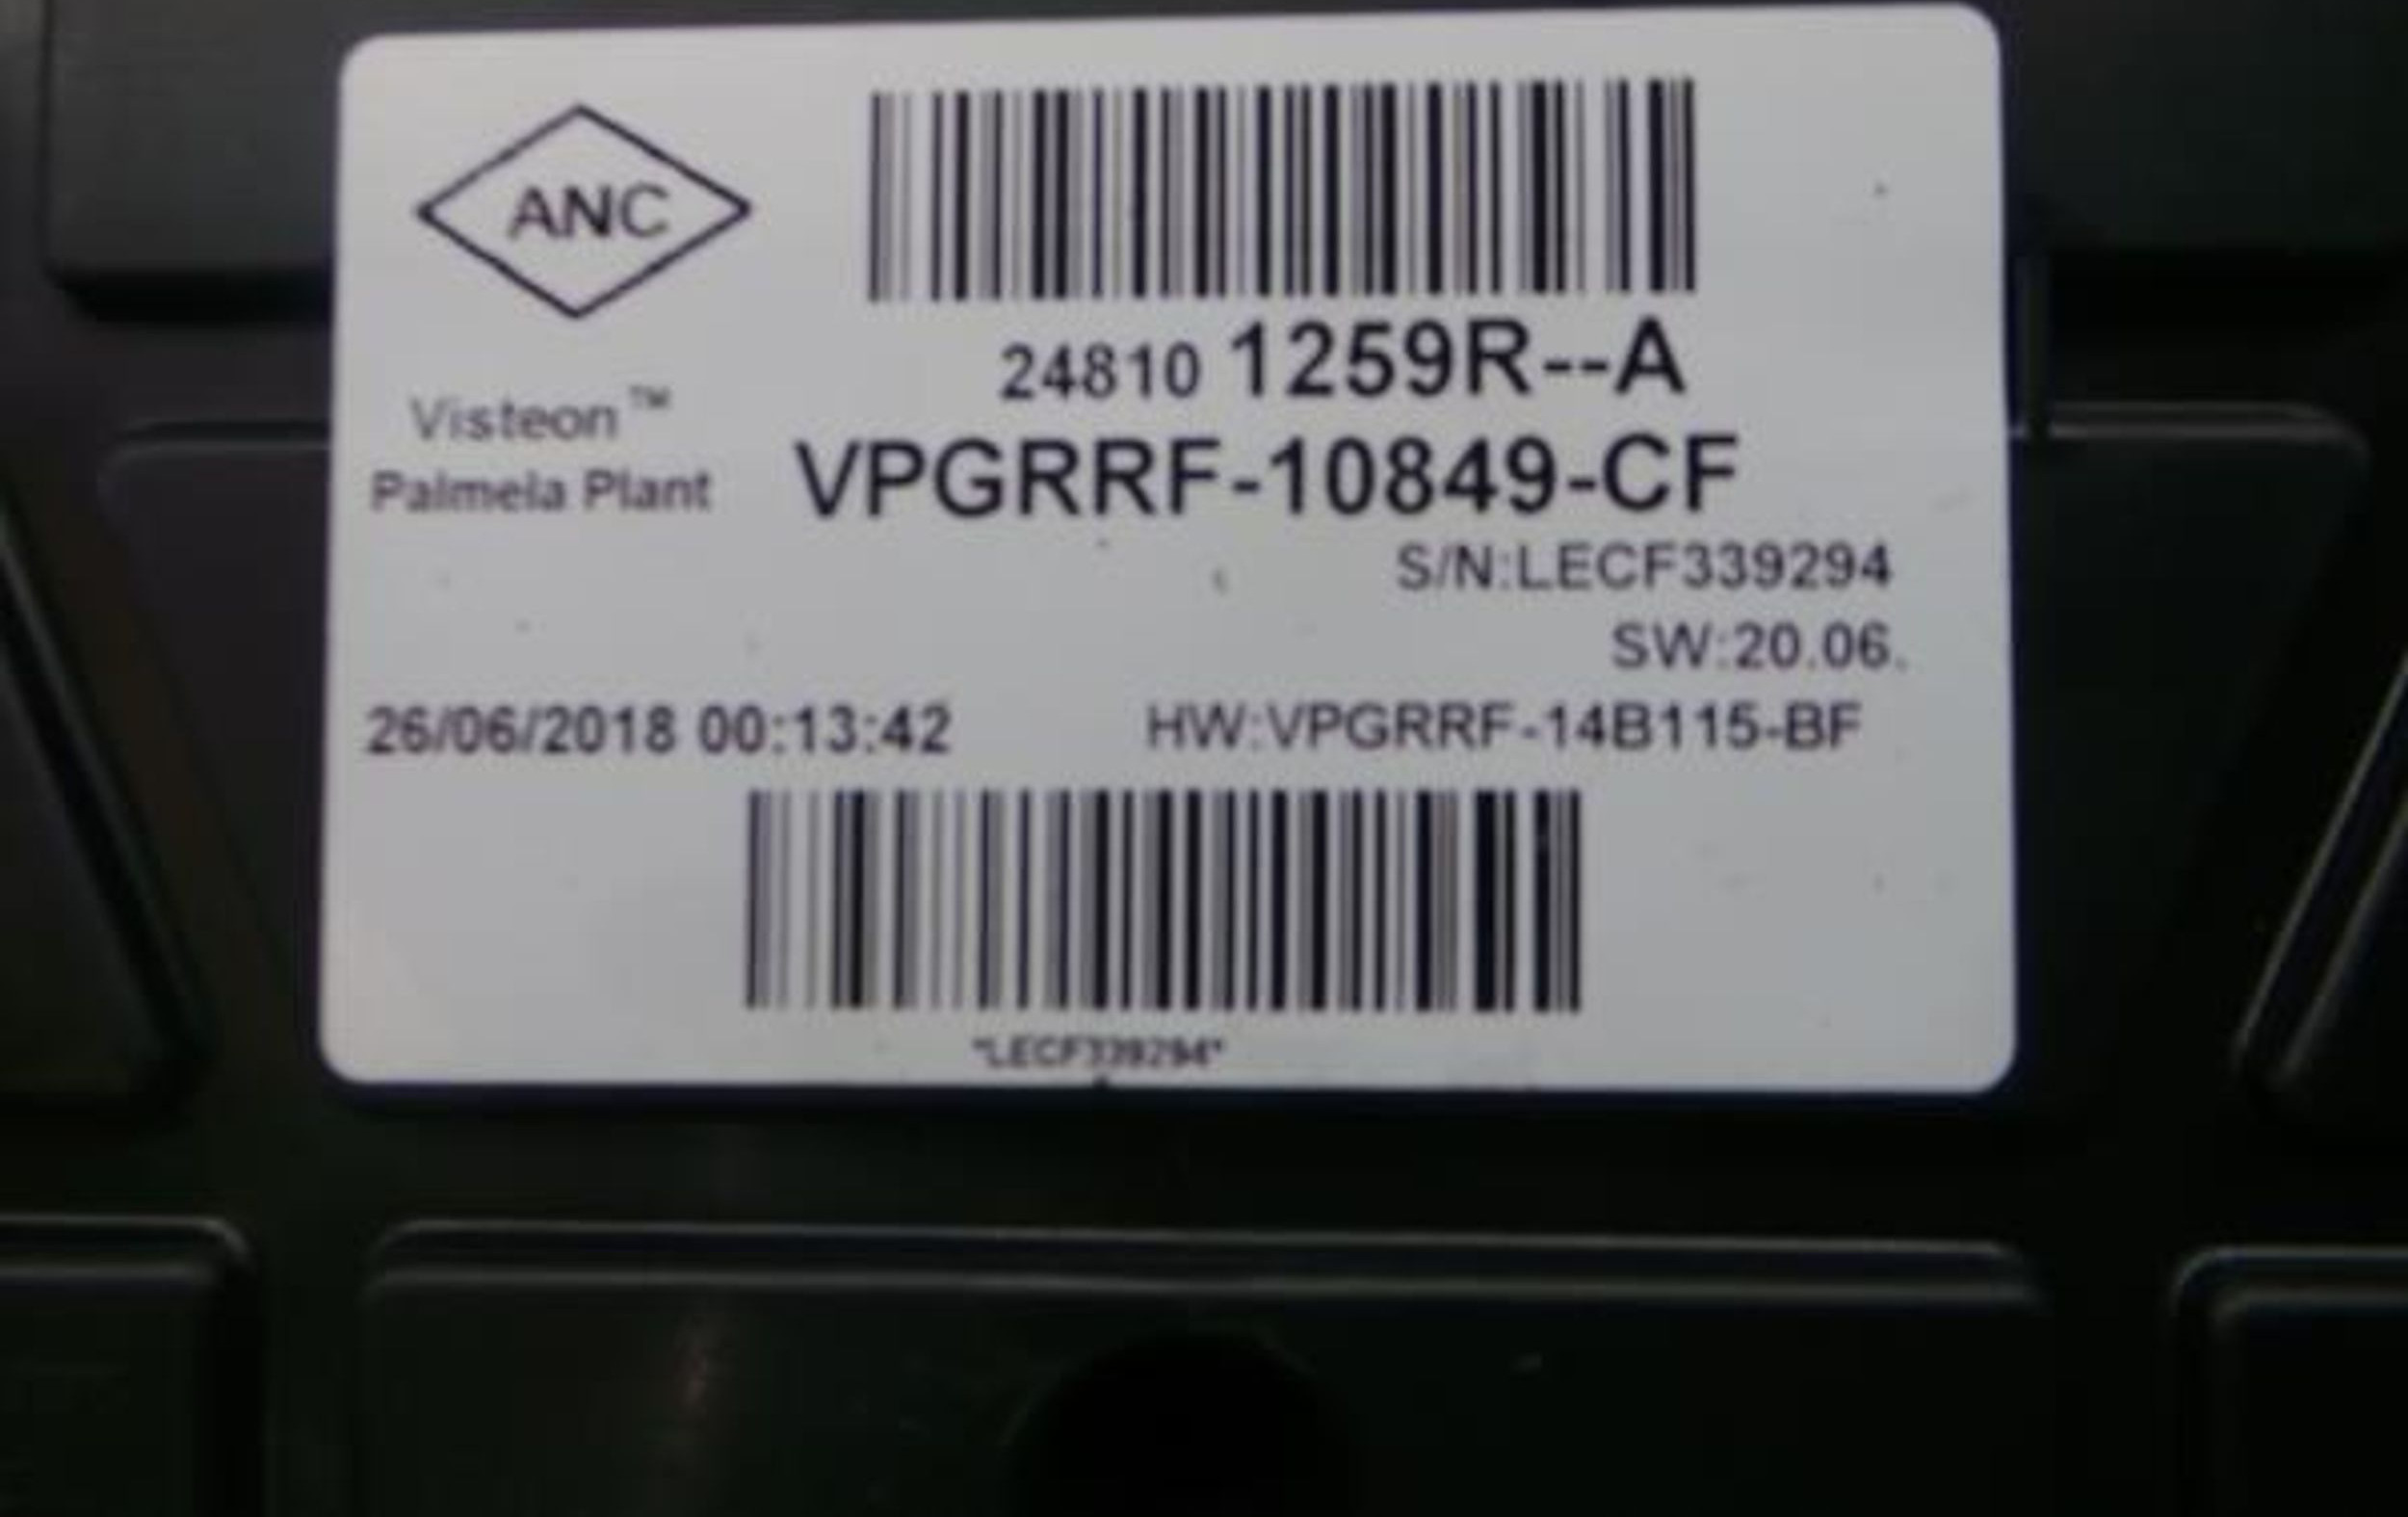 ANC
24810 1259R--A
Visteon™
Palmela Plant
VPGRRF-10849-CF
S/N:LECF339294
SW:20.06.
26/06/2018 00:13:42
HW:VPGRRF-14B115-BF
*LECF339294*